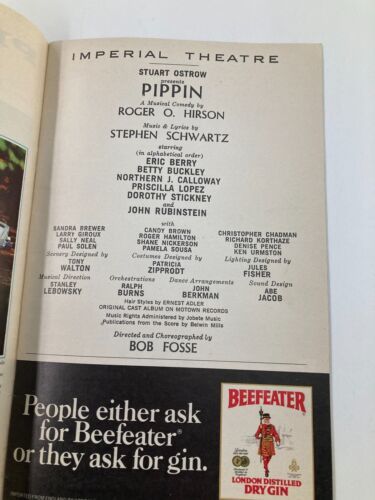 IMPERIAL THEATRE
STUART OSTROW
presents
PIPPIN
A Musical Comedy by
ROGER O. HIRSON
Music & Lyrics by
STEPHEN SCHWARTZ
starring
(in alphabetical order)
ERIC BERRY
BETTY BUCKLEY
NORTHERN J. CALLOWAY
PRISCILLA LOPEZ
DOROTHY STICKNEY
and
JOHN RUBINSTEIN
with
SANDRA BREWER
LARRY GIROUX
SALLY NEAL
PAUL SOLEN
CANDY BROWN
ROGER HAMILTON
SHANE NICKERSON
PAMELA SOUSA
CHRISTOPHER CHADMAN
RICHARD KORTHAZE
DENISE PENCE
KEN URMSTON
Scenery Designed by
TONY
WALTON
Costumes Designed by
PATRICIA
ZIPPRODT
Lighting Designed by
JULES
FISHER
Musical Direction
STANLEY
LEBOWSKY
Orchestrations
RALPH
BURNS
Dance Arrangements
JOHN
BERKMAN
Sound Design
ABE
JACOB
Hair Styles by ERNEST ADLER
ORIGINAL CAST ALBUM ON MOTOWN RECORDS
Music Rights Administered by Jobete Music
Publications from the Score by Belwin Mills
Directed and Choreographed by
BOB FOSSE
People either ask
for Beefeater®
or they ask for gin.
BEEFEATER
LONDON DISTILLED
DRY GIN